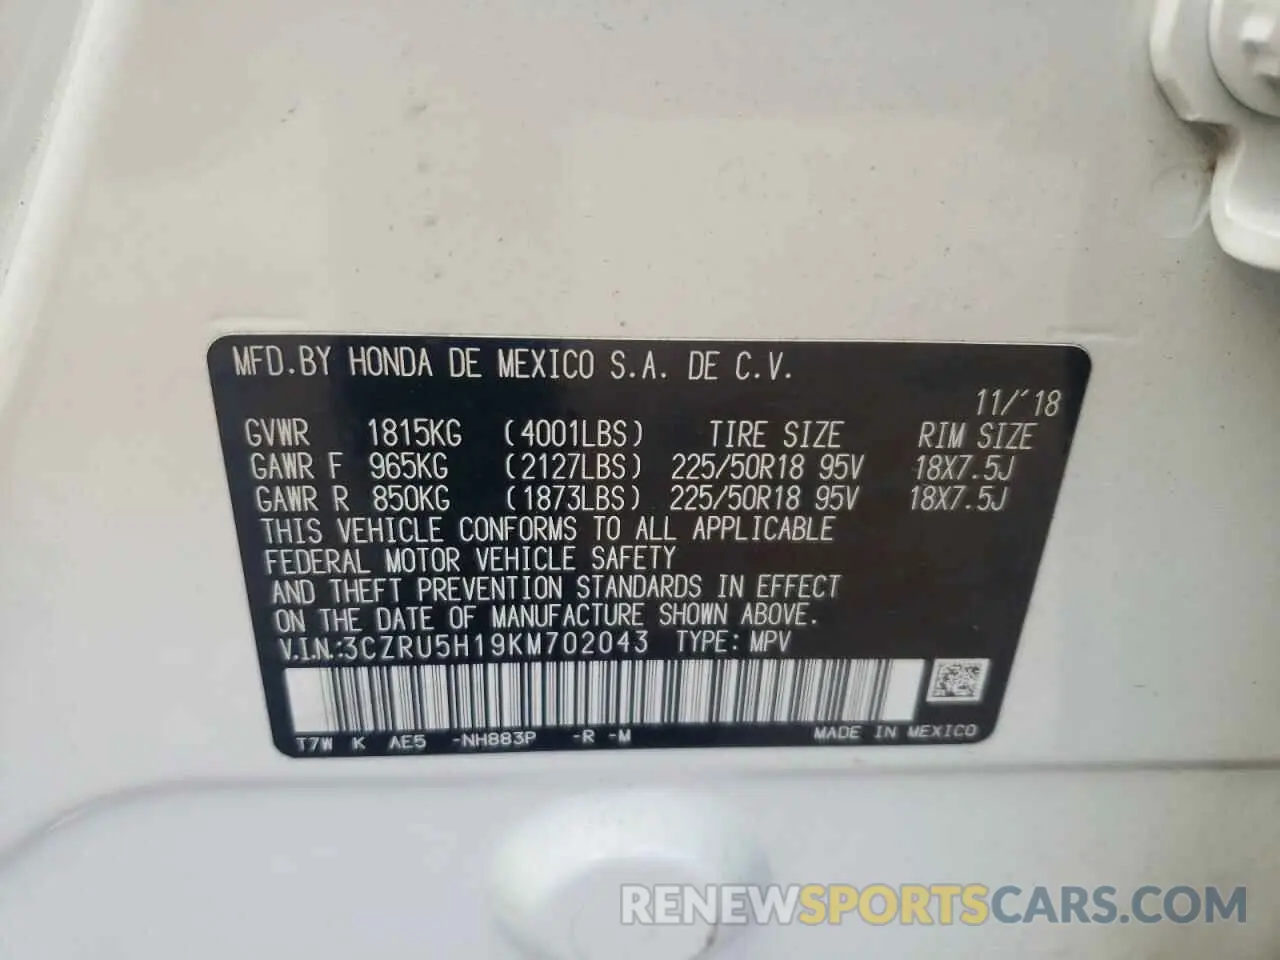 MFD.BY HONDA DE MEXICO S.A. DE C.V.
11/'18
GVWR 1815KG (4001LBS) TIRE SIZE RIM SIZE
GAWR F 965KG (2127LBS) 225/50R18 95V 18X7.5J
GAWR R 850KG (1873LBS) 225/50R18 95V 18X7.5J
THIS VEHICLE CONFORMS TO ALL APPLICABLE
FEDERAL MOTOR VEHICLE SAFETY
AND THEFT PREVENTION STANDARDS IN EFFECT
ON THE DATE OF MANUFACTURE SHOWN ABOVE.
V.I.N.:3CZRU5H19KM702043 TYPE: MPV
T7W K AE5 -NH883P -R -M MADE IN MEXICO
RENEWSPORTSCARS.COM